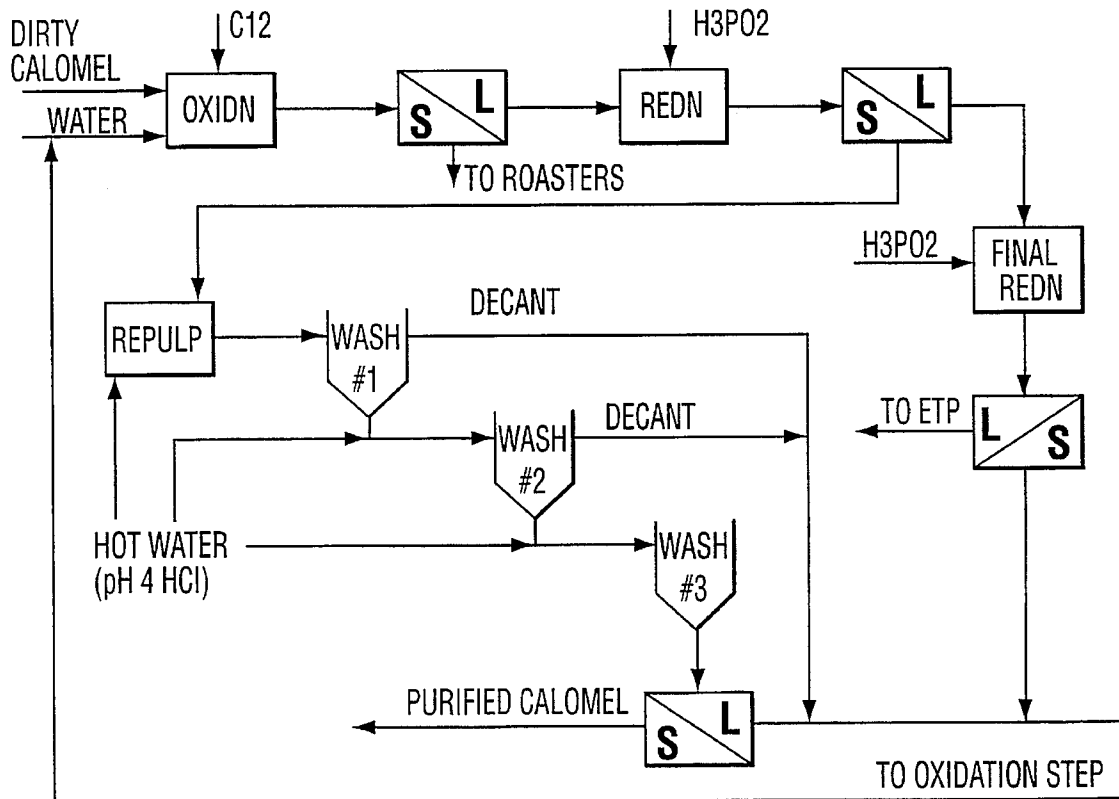 C12
H3PO2
DIRTY
CALOMEL
WATER
OXIDN
S
L
REDN
S
L
TO ROASTERS
H3PO2
FINAL
REDN
REPULP
WASH
#1
DECANT
TO ETP
L
S
WASH
#2
DECANT
HOT WATER
(pH 4 HCl)
WASH
#3
PURIFIED CALOMEL
S
L
TO OXIDATION STEP